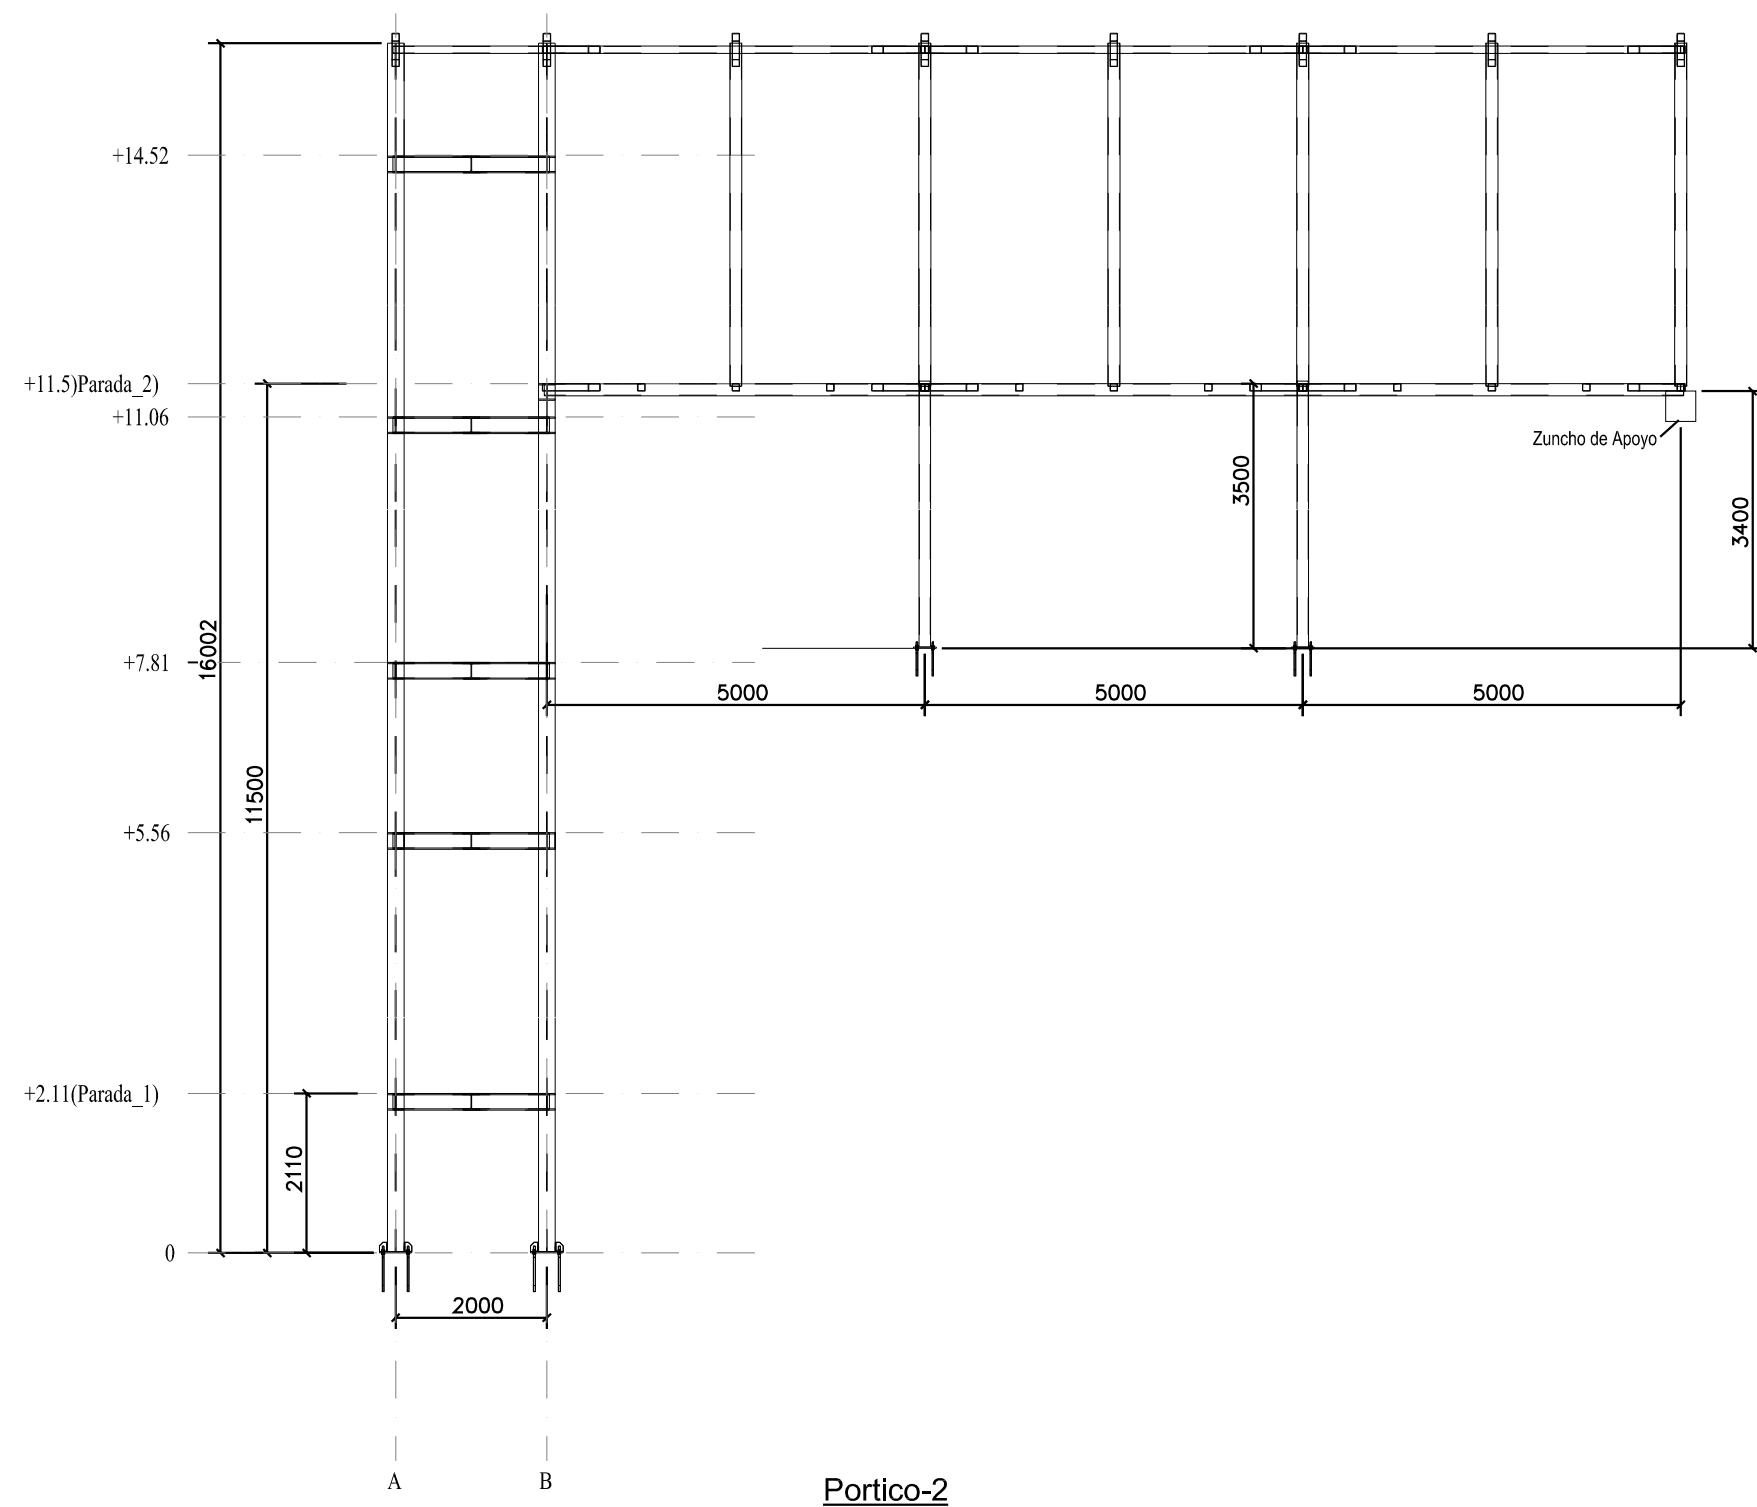 +14.52
+11.5)Parada_2)
+11.06
Zuncho de Apoyo
3500
3400
16002
+7.81
5000
5000
5000
11500
+5.56
+2.11(Parada_1)
2110
0
2000
A
B
Portico-2